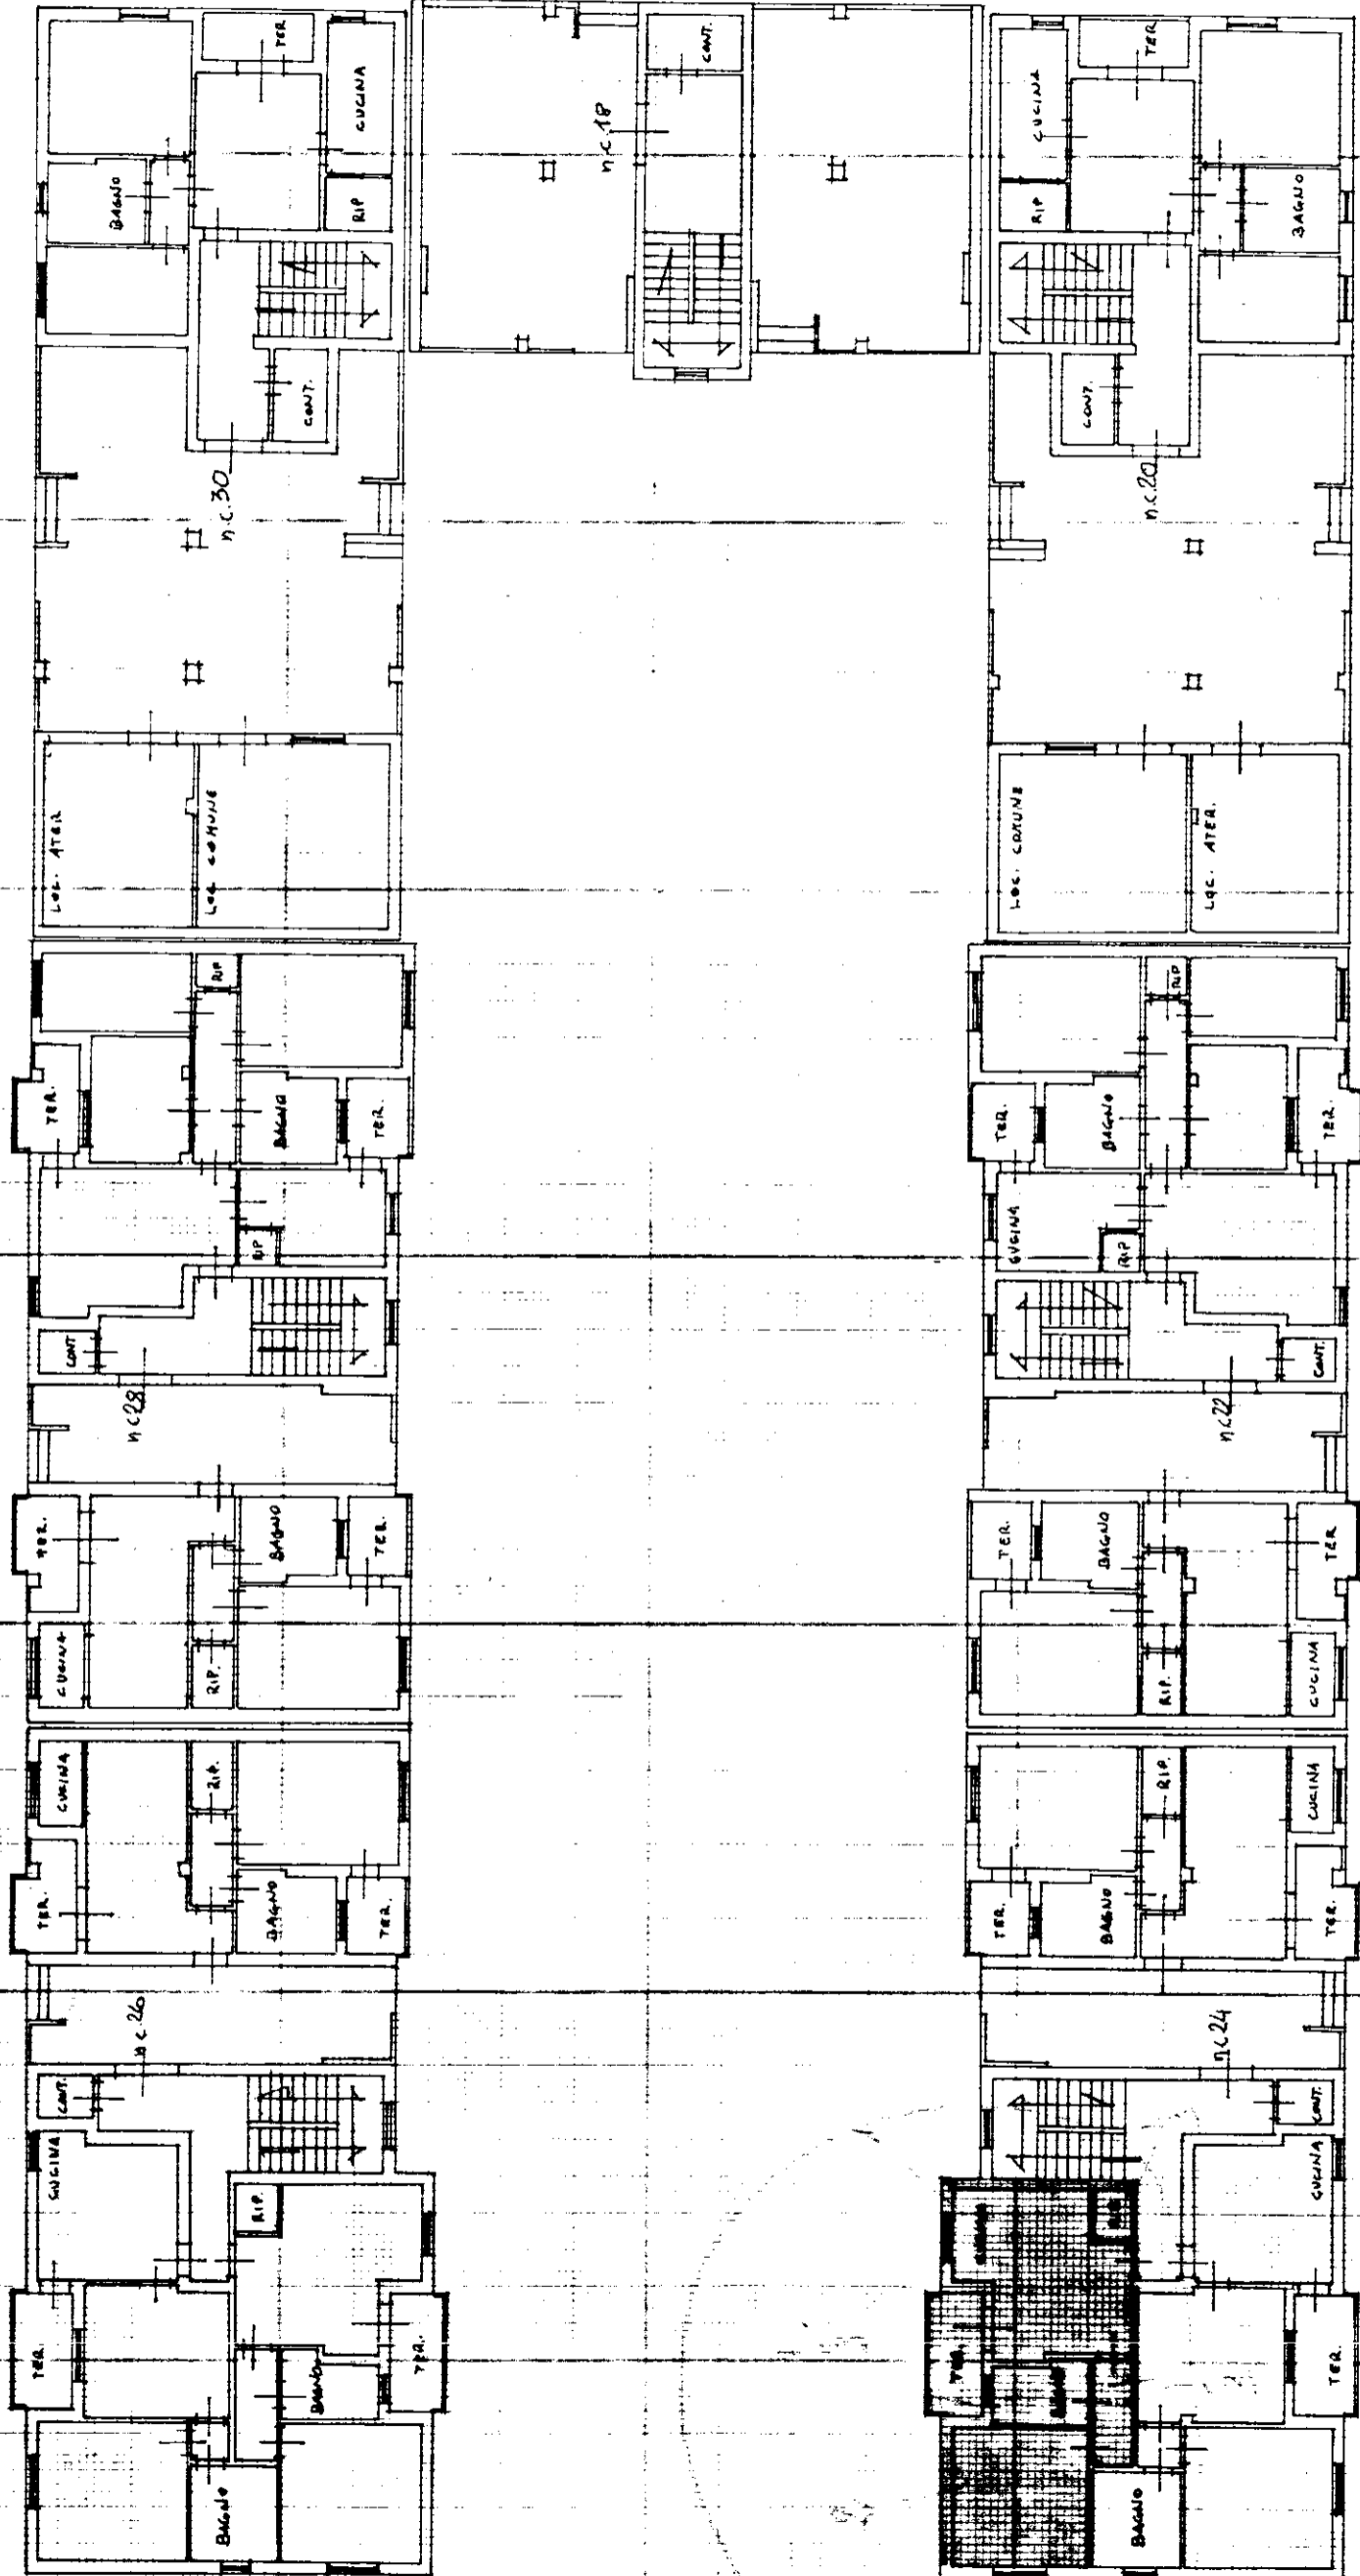 TER
CUCINA
BAGNO
RIP
CONT.
n.c.30
LOC. ATER
LOC COMUNE
CONT.
n.c.18
CUCINA
TER
RIP
BAGNO
CONT.
n.c.20
LOC. COMUNE
LOC. ATER.
RIP
TER.
BAGNO
TER.
RIP
CONT
n.c.28
TER.
BAGNO
TER.
CUCINA
RIP.
RIP
TER.
BAGNO
TER.
CUCINA
RIP
CONT.
n.c.22
TER.
BAGNO
TER
RIP.
CUCINA
CUCINA
RIP.
TER.
BAGNO
TER.
n.c.26
CONT.
CUCINA
RIP.
TER.
BAGNO
TER.
BAGNO
RIP.
CUCINA
TER.
BAGNO
TER.
n.c.24
CONT.
CUCINA
TER.
BAGNO
TER.
BAGNO